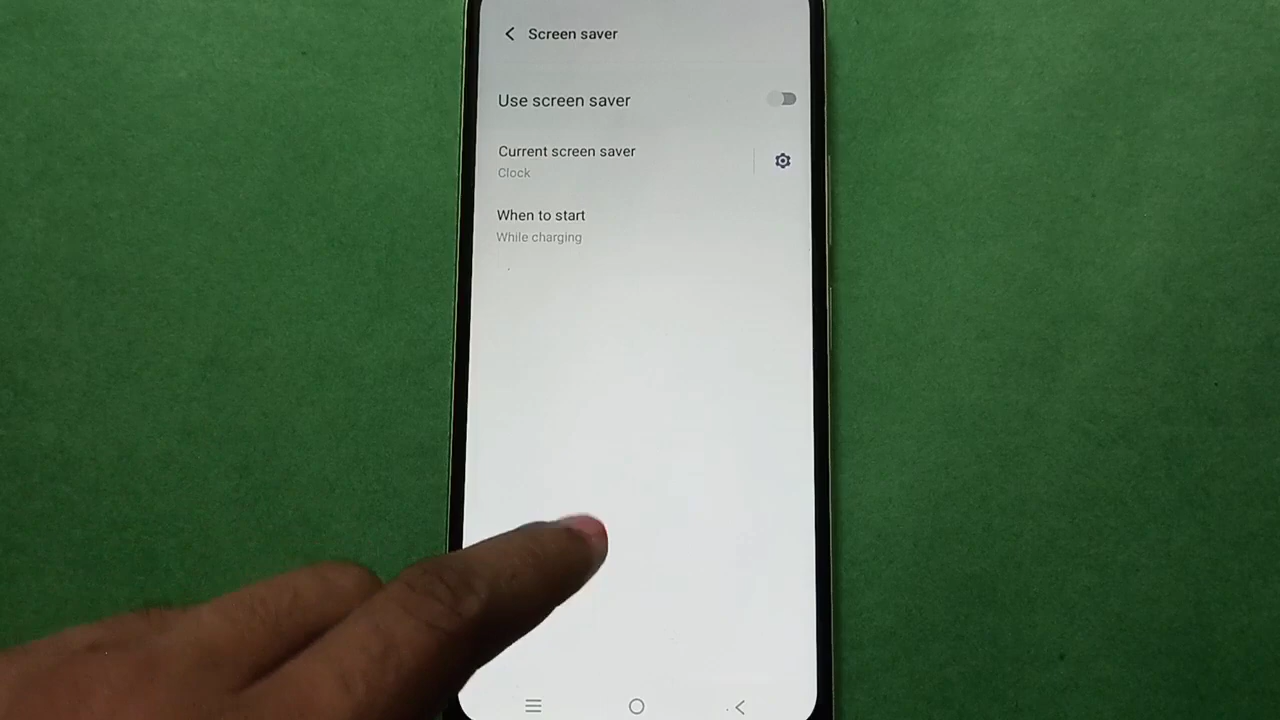 Screen saver
Use screen saver
Current screen saver
Clock
When to start
While charging